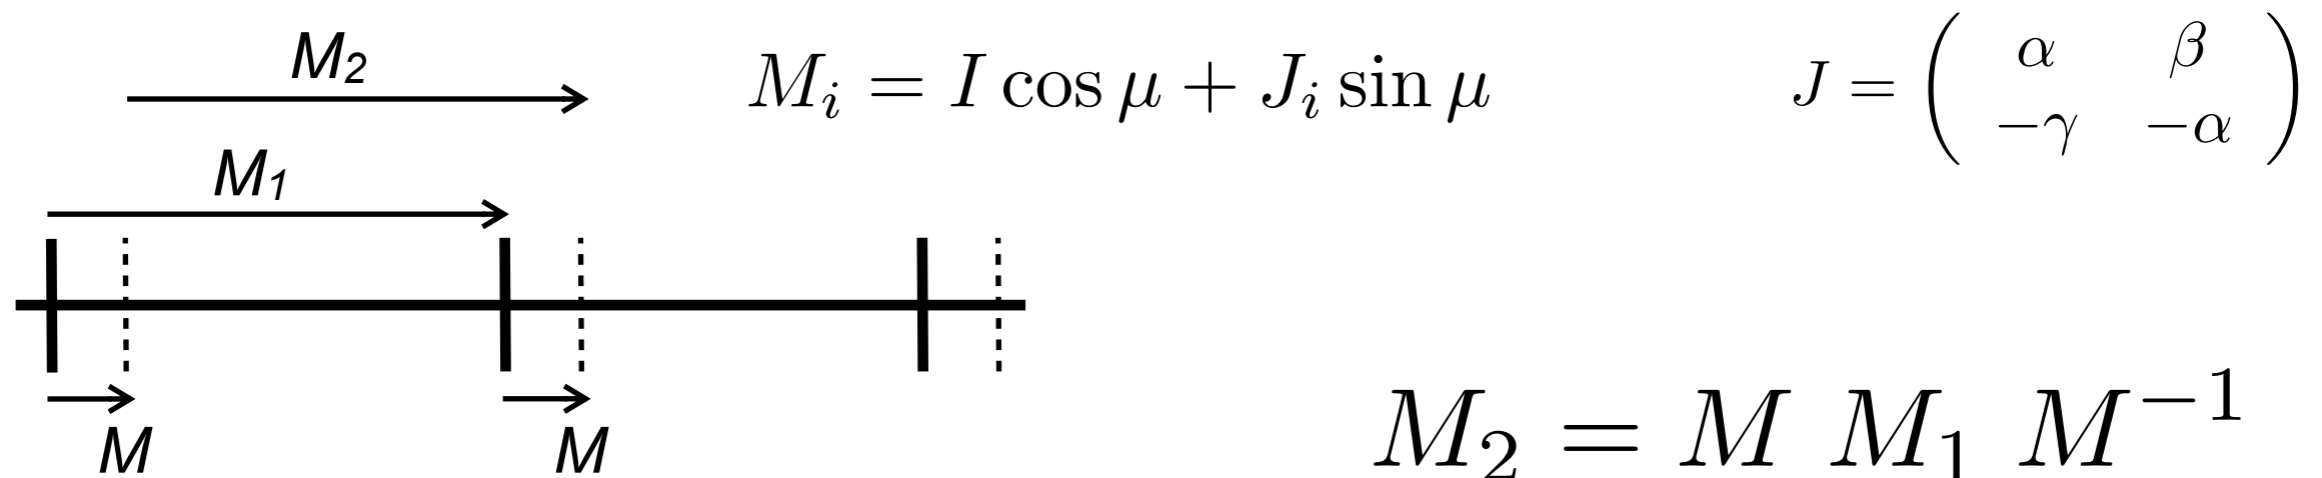 M₂
M_i = I cos μ + J_i sin μ
J = ( α β
−γ −α )
M₁
M
M
M₂ = M M₁ M⁻¹